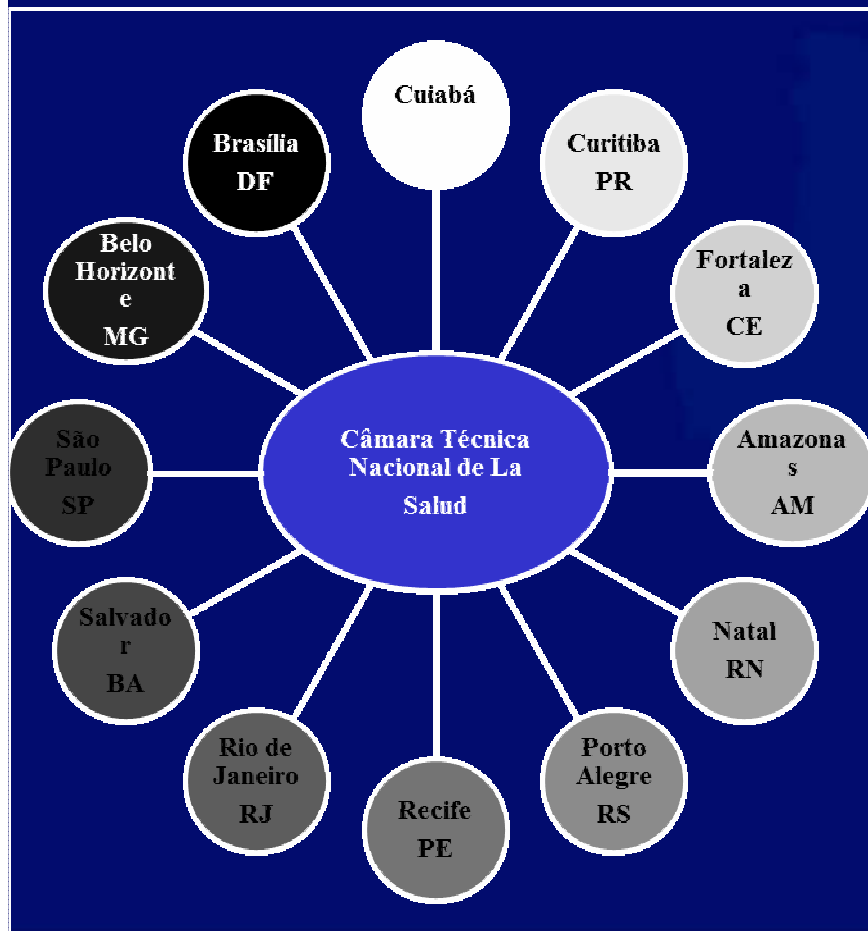 Cuiabá
Brasília
DF
Curitiba
PR
Belo
Horizont
e
MG
Fortalez
a
CE
São
Paulo
SP
Câmara Técnica
Nacional de La
Salud
Amazona
s
AM
Salvado
r
BA
Natal
RN
Rio de
Janeiro
RJ
Porto
Alegre
RS
Recife
PE